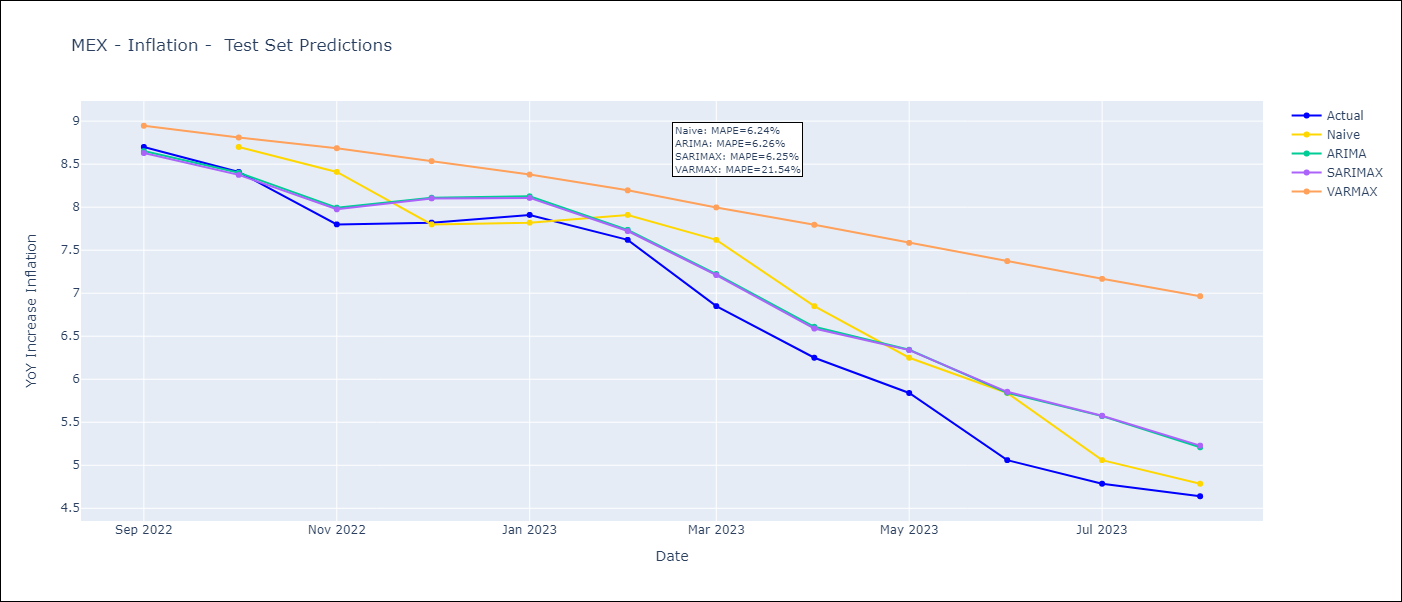 MEX - Inflation -  Test Set Predictions
Actual
Naive
ARIMA
SARIMAX
VARMAX
Naive: MAPE=6.24%
ARIMA: MAPE=6.26%
SARIMAX: MAPE=6.25%
VARMAX: MAPE=21.54%
YoY Increase Inflation
9
8.5
8
7.5
7
6.5
6
5.5
5
4.5
Sep 2022
Nov 2022
Jan 2023
Mar 2023
May 2023
Jul 2023
Date